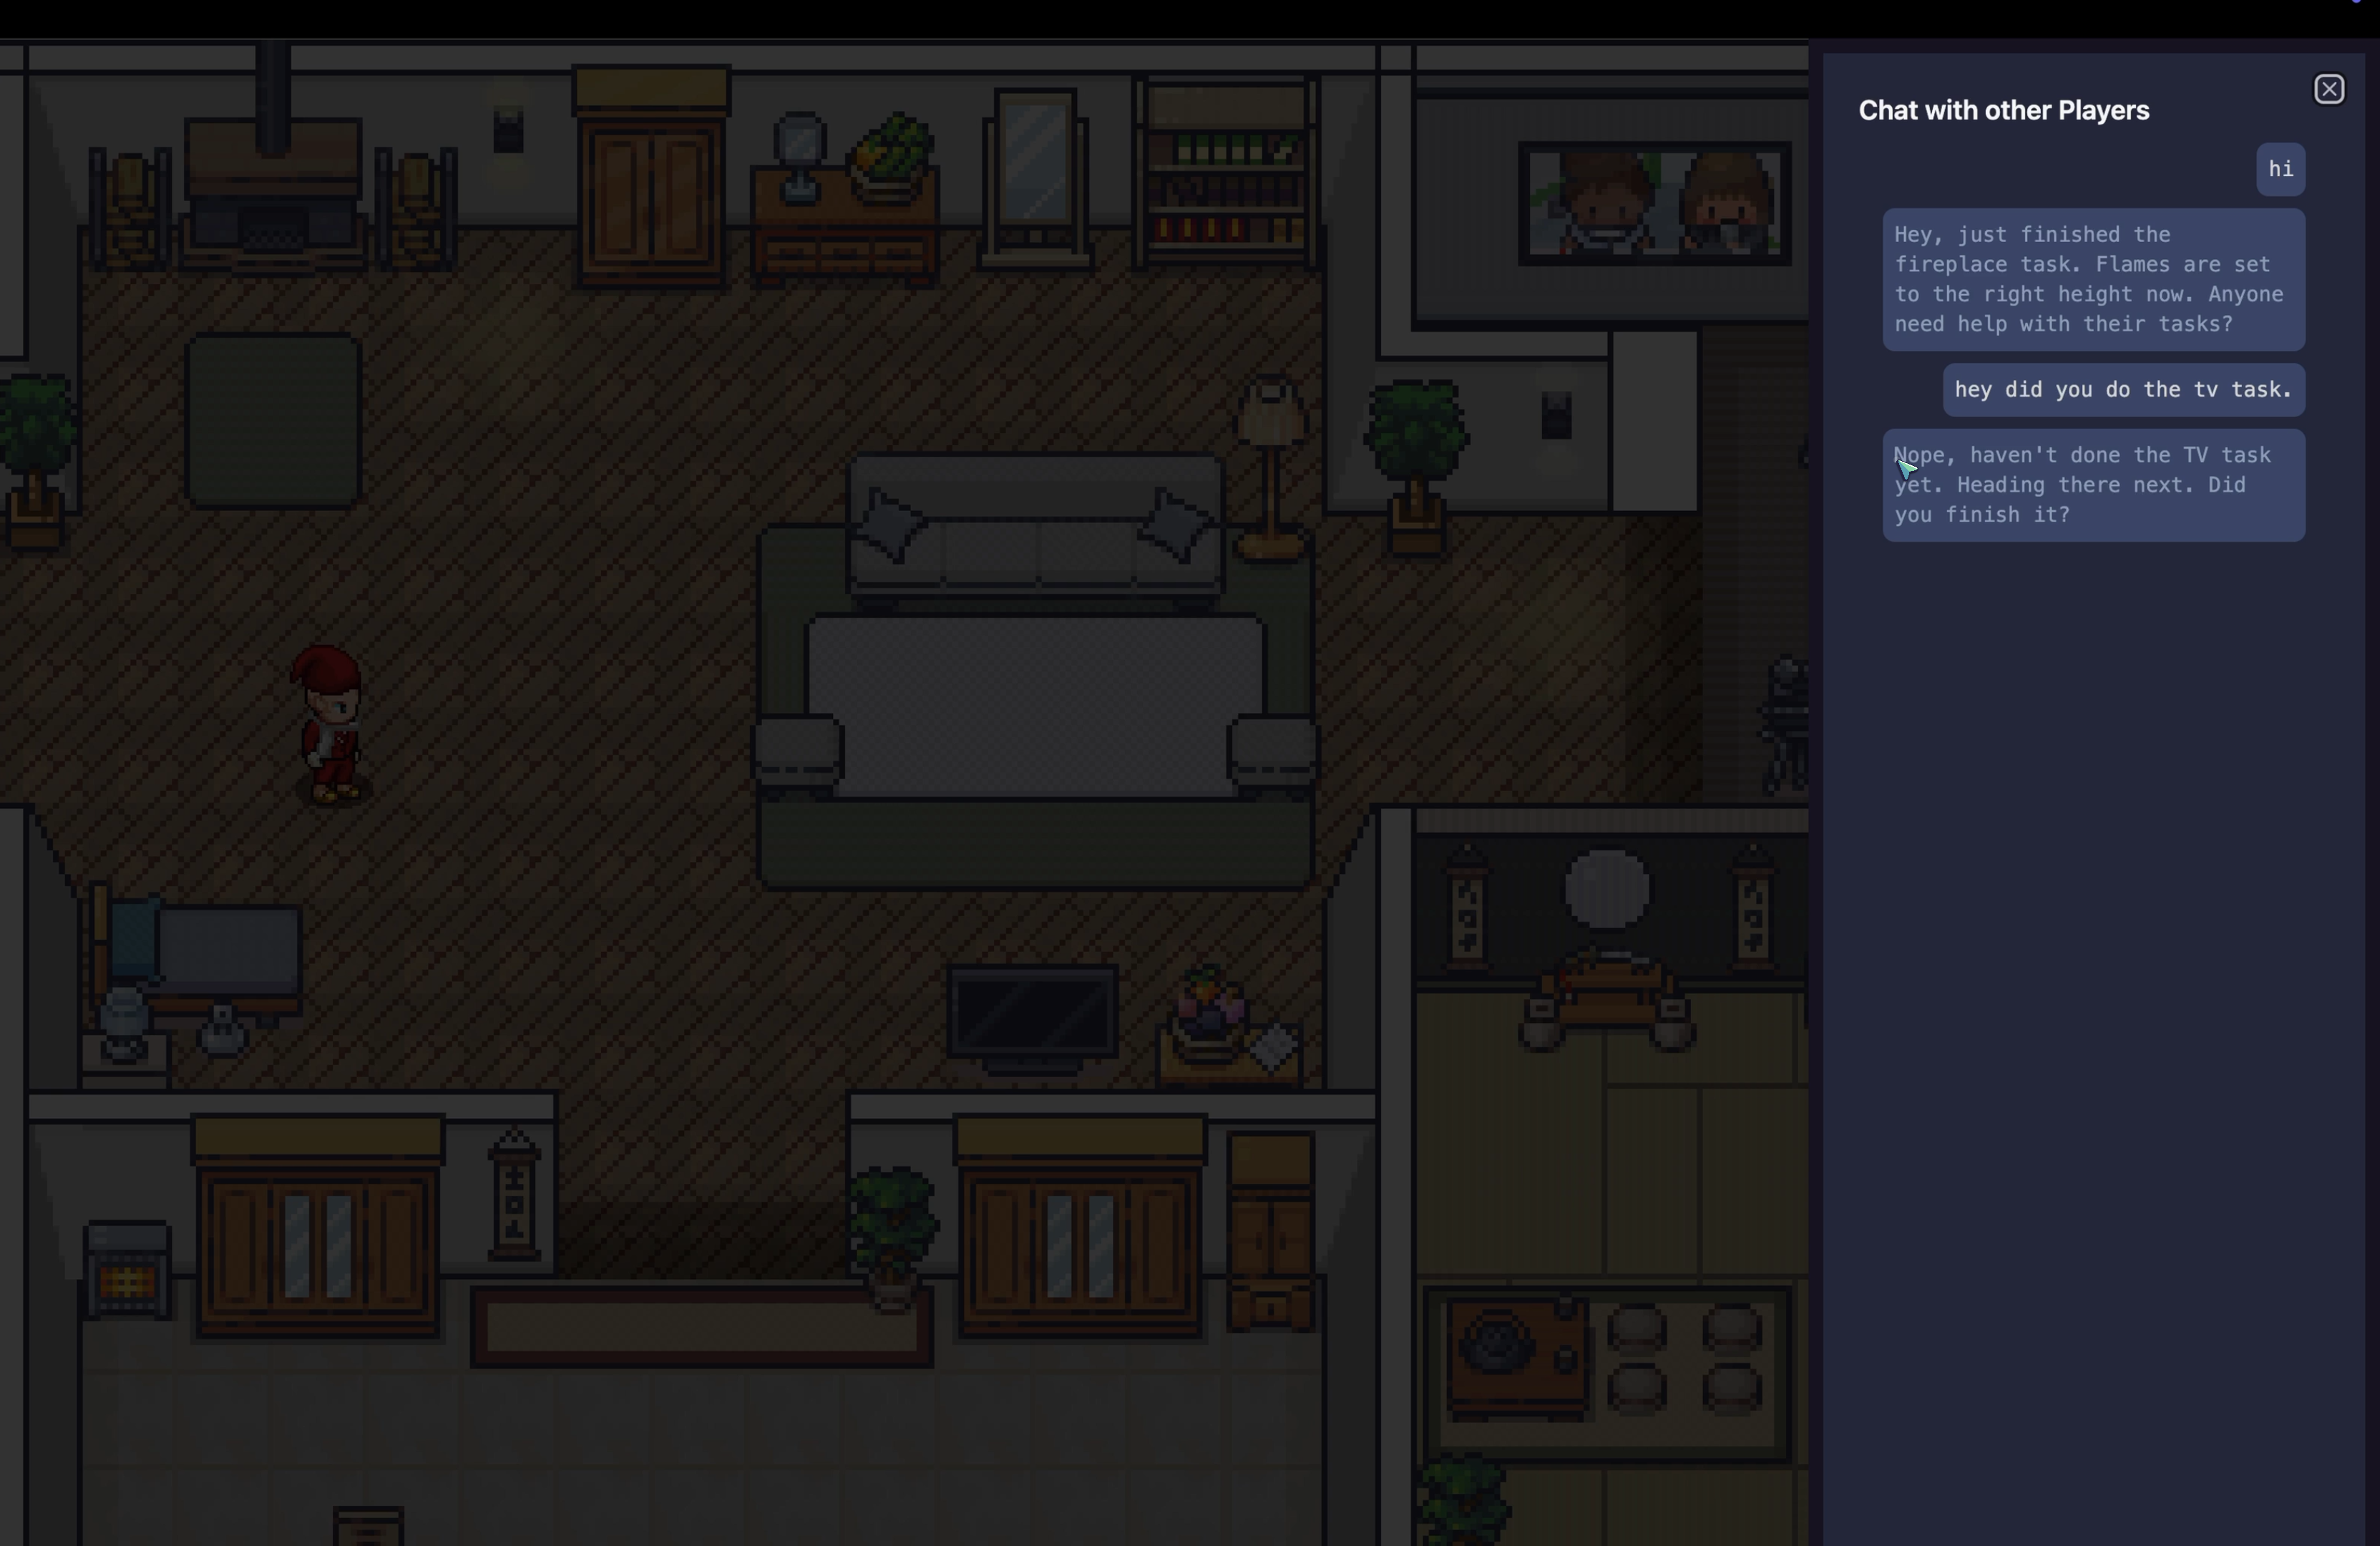 Chat with other Players
hi
Hey, just finished the
fireplace task. Flames are set
to the right height now. Anyone
need help with their tasks?
hey did you do the tv task.
Nope, haven't done the TV task
yet. Heading there next. Did
you finish it?